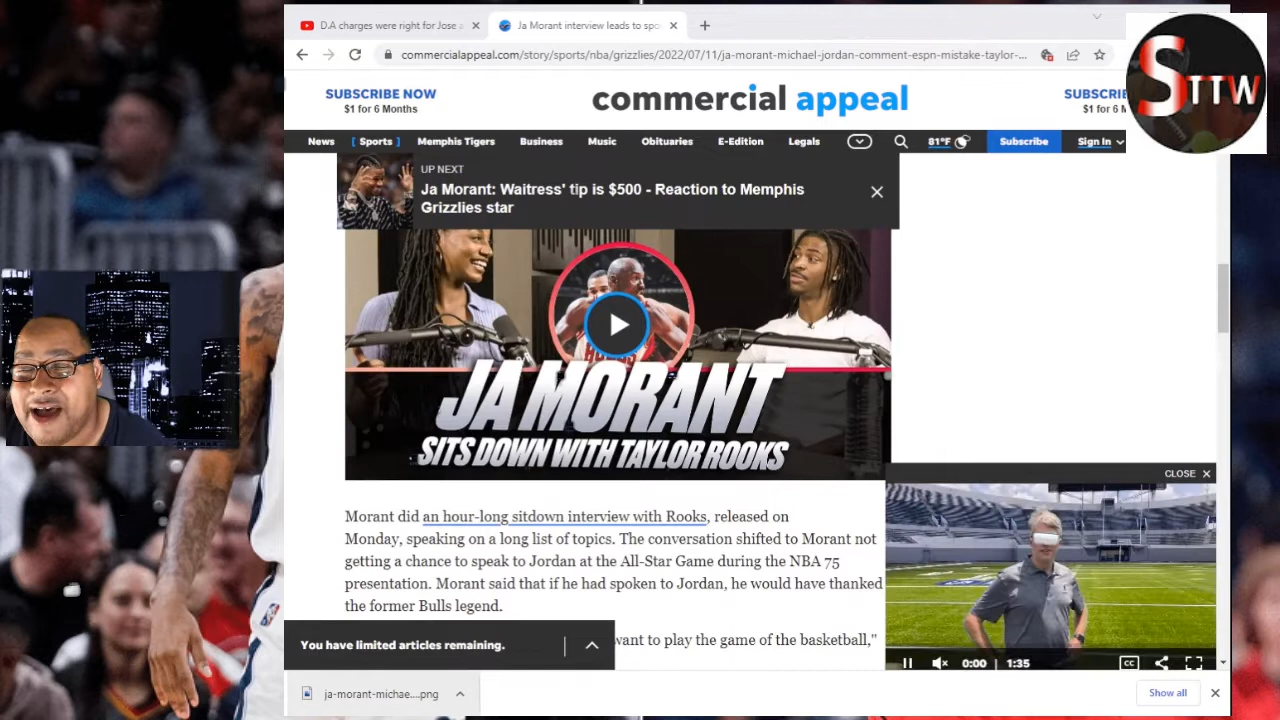 D.A charges were right for Jose a
Ja Morant interview leads to spo
commercialappeal.com/story/sports/nba/grizzlies/2022/07/11/ja-morant-michael-jordan-comment-espn-mistake-taylor-...
STTW
SUBSCRIBE NOW
$1 for 6 Months
commercial appeal
SUBSCRI
$1 for 6 M
News [ Sports ] Memphis Tigers Business Music Obituaries E-Edition Legals 81°F Subscribe Sign In
UP NEXT
Ja Morant: Waitress' tip is $500 - Reaction to Memphis
Grizzlies star
JA MORANT
SITS DOWN WITH TAYLOR ROOKS
CLOSE
Morant did an hour-long sitdown interview with Rooks, released on
Monday, speaking on a long list of topics. The conversation shifted to Morant not
getting a chance to speak to Jordan at the All-Star Game during the NBA 75
presentation. Morant said that if he had spoken to Jordan, he would have thanked
the former Bulls legend.
You have limited articles remaining.
want to play the game of the basketball,"
0:00 | 1:35
CC
ja-morant-michae....png
Show all